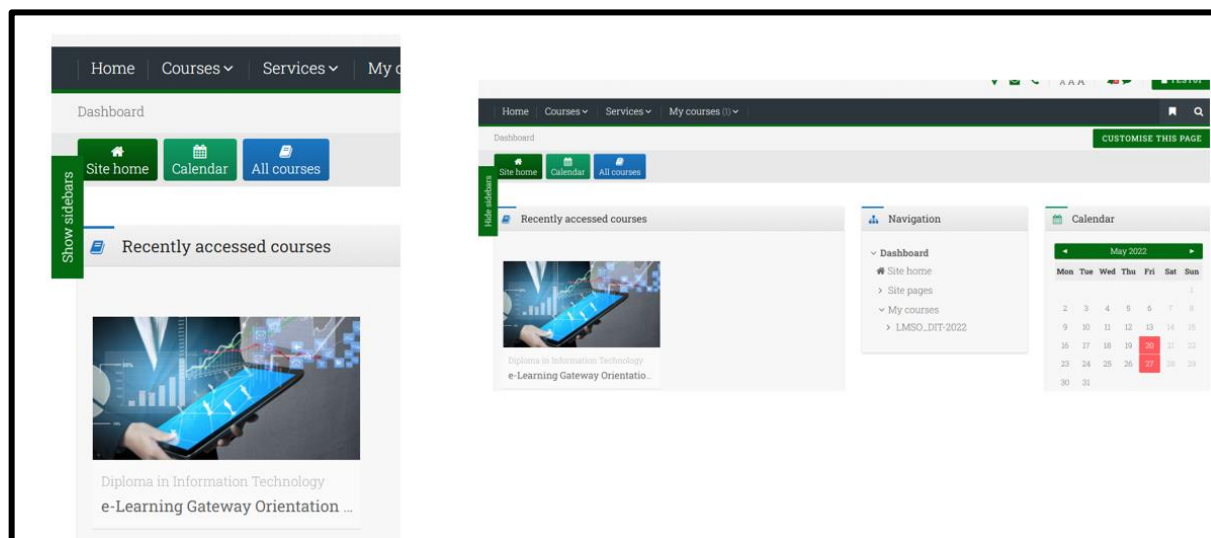 Home Courses Services My c
Dashboard
Site home Calendar All courses
Show sidebars
Recently accessed courses
Diploma in Information Technology
e-Learning Gateway Orientation ...
A A A
Home Courses Services My courses (1)
Dashboard CUSTOMISE THIS PAGE
Site home Calendar All courses
Hide sidebars
Recently accessed courses
Diploma in Information Technology
e-Learning Gateway Orientatio...
Navigation
Dashboard
Site home
Site pages
My courses
LMSO_DIT-2022
Calendar
May 2022
Mon Tue Wed Thu Fri Sat Sun
1
2 3 4 5 6 7 8
9 10 11 12 13 14 15
16 17 18 19 20 21 22
23 24 25 26 27 28 29
30 31